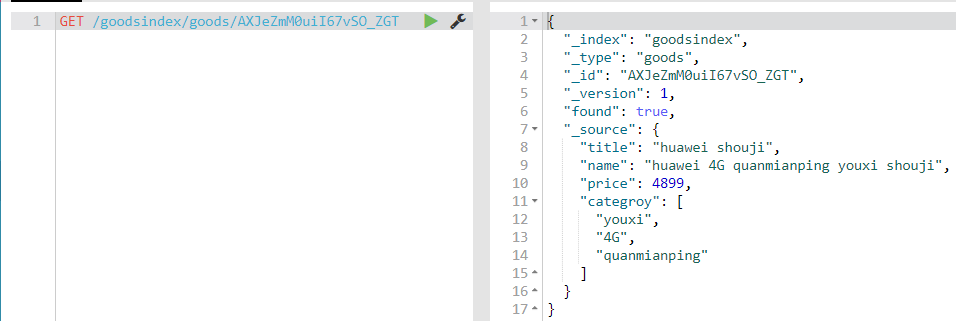 1 GET /goodsindex/goods/AXJeZmM0uiI67vSO_ZGT
1 {
2 "_index": "goodsindex",
3 "_type": "goods",
4 "_id": "AXJeZmM0uiI67vSO_ZGT",
5 "_version": 1,
6 "found": true,
7 "_source": {
8 "title": "huawei shouji",
9 "name": "huawei 4G quanmianping youxi shouji",
10 "price": 4899,
11 "categroy": [
12 "youxi",
13 "4G",
14 "quanmianping"
15 ]
16 }
17 }